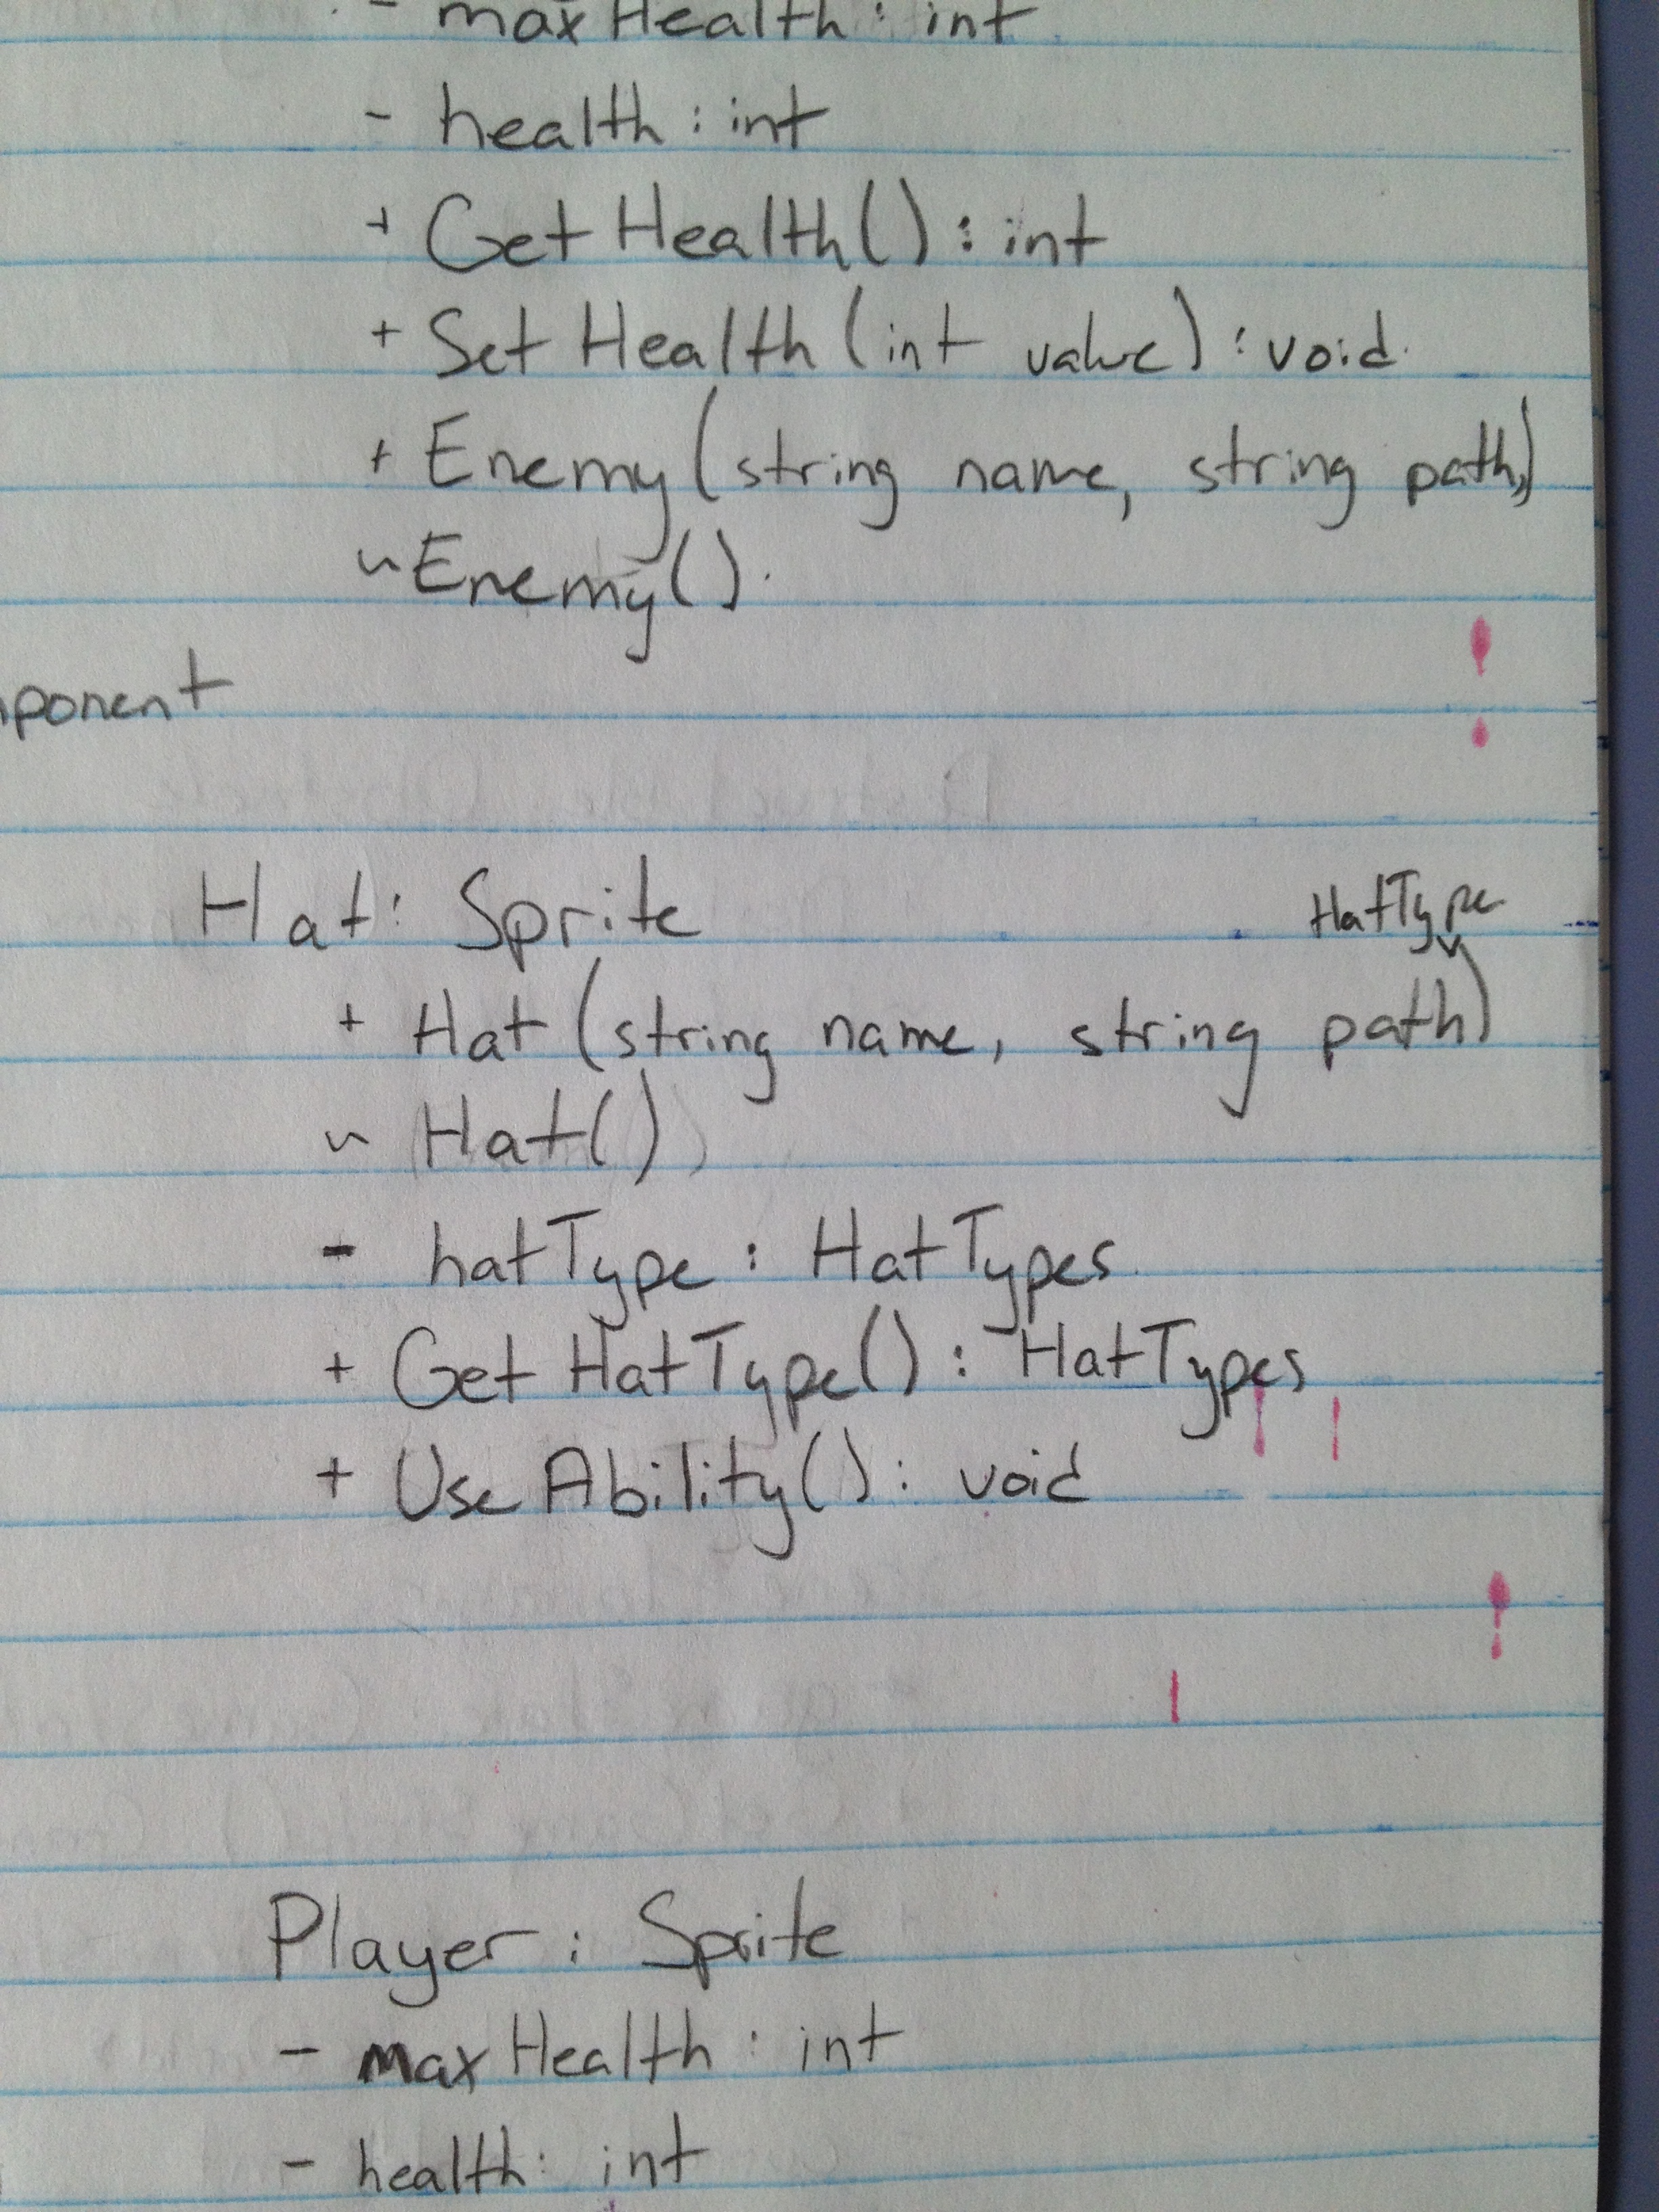 - maxHealth: int
- health: int
+ GetHealth(): int
+ SetHealth(int value): void
+ Enemy(string name, string path,)
~Enemy()
Hat: Sprite
HatType
+ Hat(string name, string path)
~ Hat()
- hatType: HatTypes
+ GetHatType(): HatTypes
+ UseAbility(): void
Player: Sprite
- maxHealth: int
- health: int